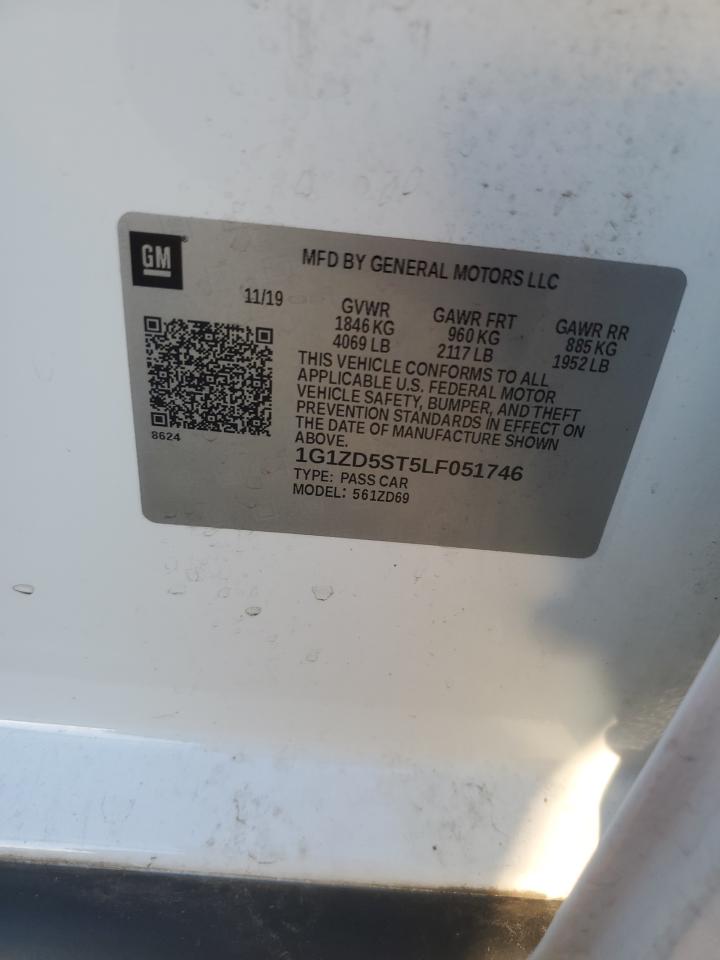 GM
MFD BY GENERAL MOTORS LLC
11/19
GVWR
1846 KG
4069 LB
GAWR FRT
960 KG
2117 LB
GAWR RR
885 KG
1952 LB
THIS VEHICLE CONFORMS TO ALL
APPLICABLE U.S. FEDERAL MOTOR
VEHICLE SAFETY, BUMPER, AND THEFT
PREVENTION STANDARDS IN EFFECT ON
THE DATE OF MANUFACTURE SHOWN
ABOVE.
8624
1G1ZD5ST5LF051746
TYPE: PASS CAR
MODEL: 561ZD69